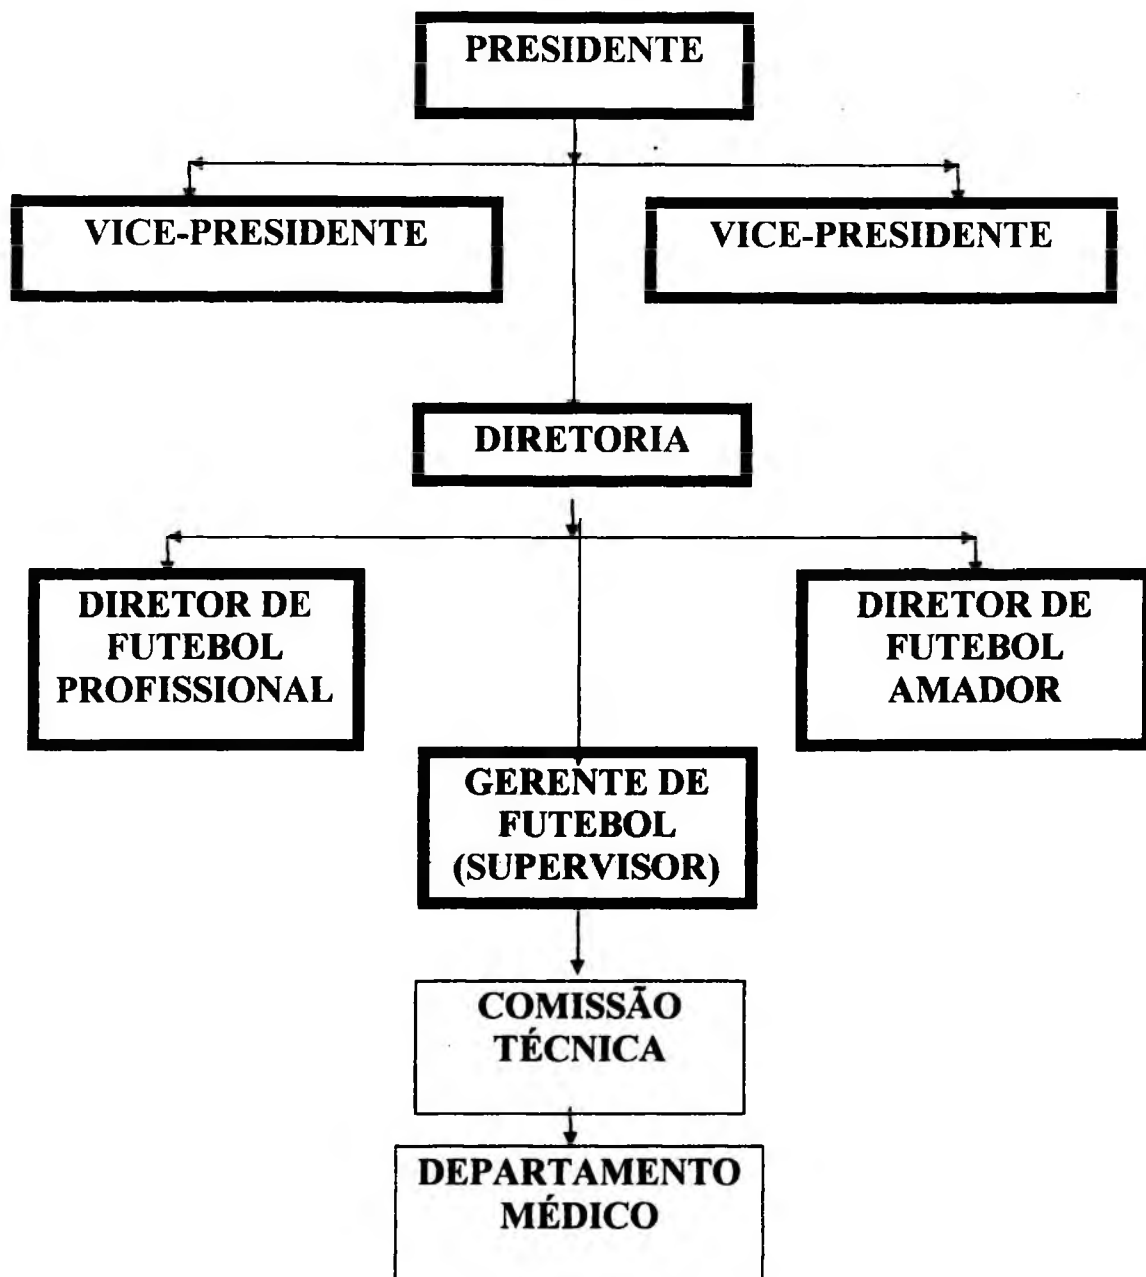 PRESIDENTE
VICE-PRESIDENTE
VICE-PRESIDENTE
DIRETORIA
DIRETOR DE
FUTEBOL
PROFISSIONAL
DIRETOR DE
FUTEBOL
AMADOR
GERENTE DE
FUTEBOL
(SUPERVISOR)
COMISSÃO
TÉCNICA
DEPARTAMENTO
MÉDICO